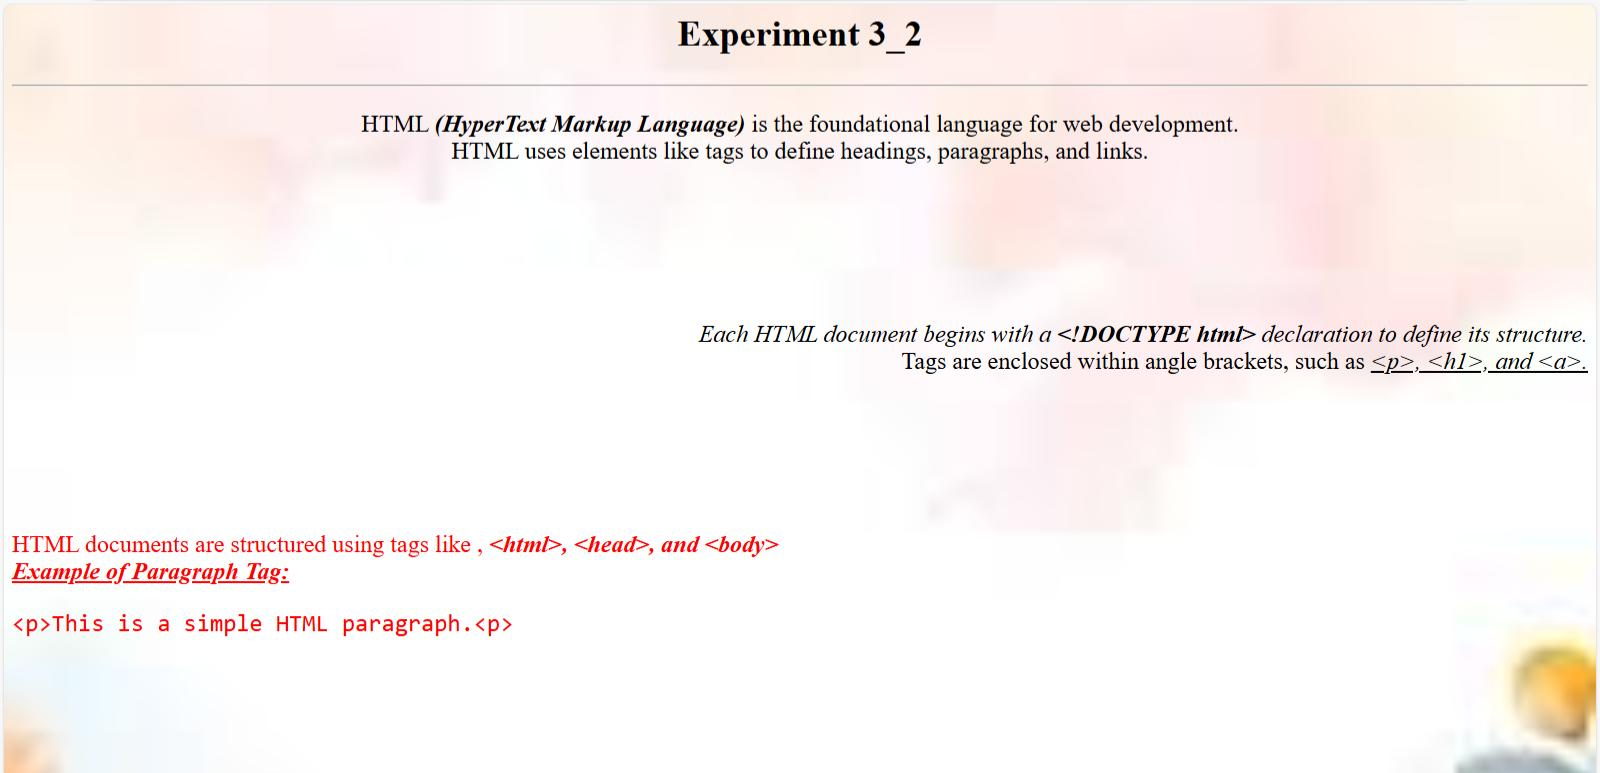 Experiment 3_2
HTML (HyperText Markup Language) is the foundational language for web development.
HTML uses elements like tags to define headings, paragraphs, and links.
Each HTML document begins with a <!DOCTYPE html> declaration to define its structure.
Tags are enclosed within angle brackets, such as <p>, <h1>, and <a>.
HTML documents are structured using tags like , <html>, <head>, and <body>
Example of Paragraph Tag:
<p>This is a simple HTML paragraph.<p>